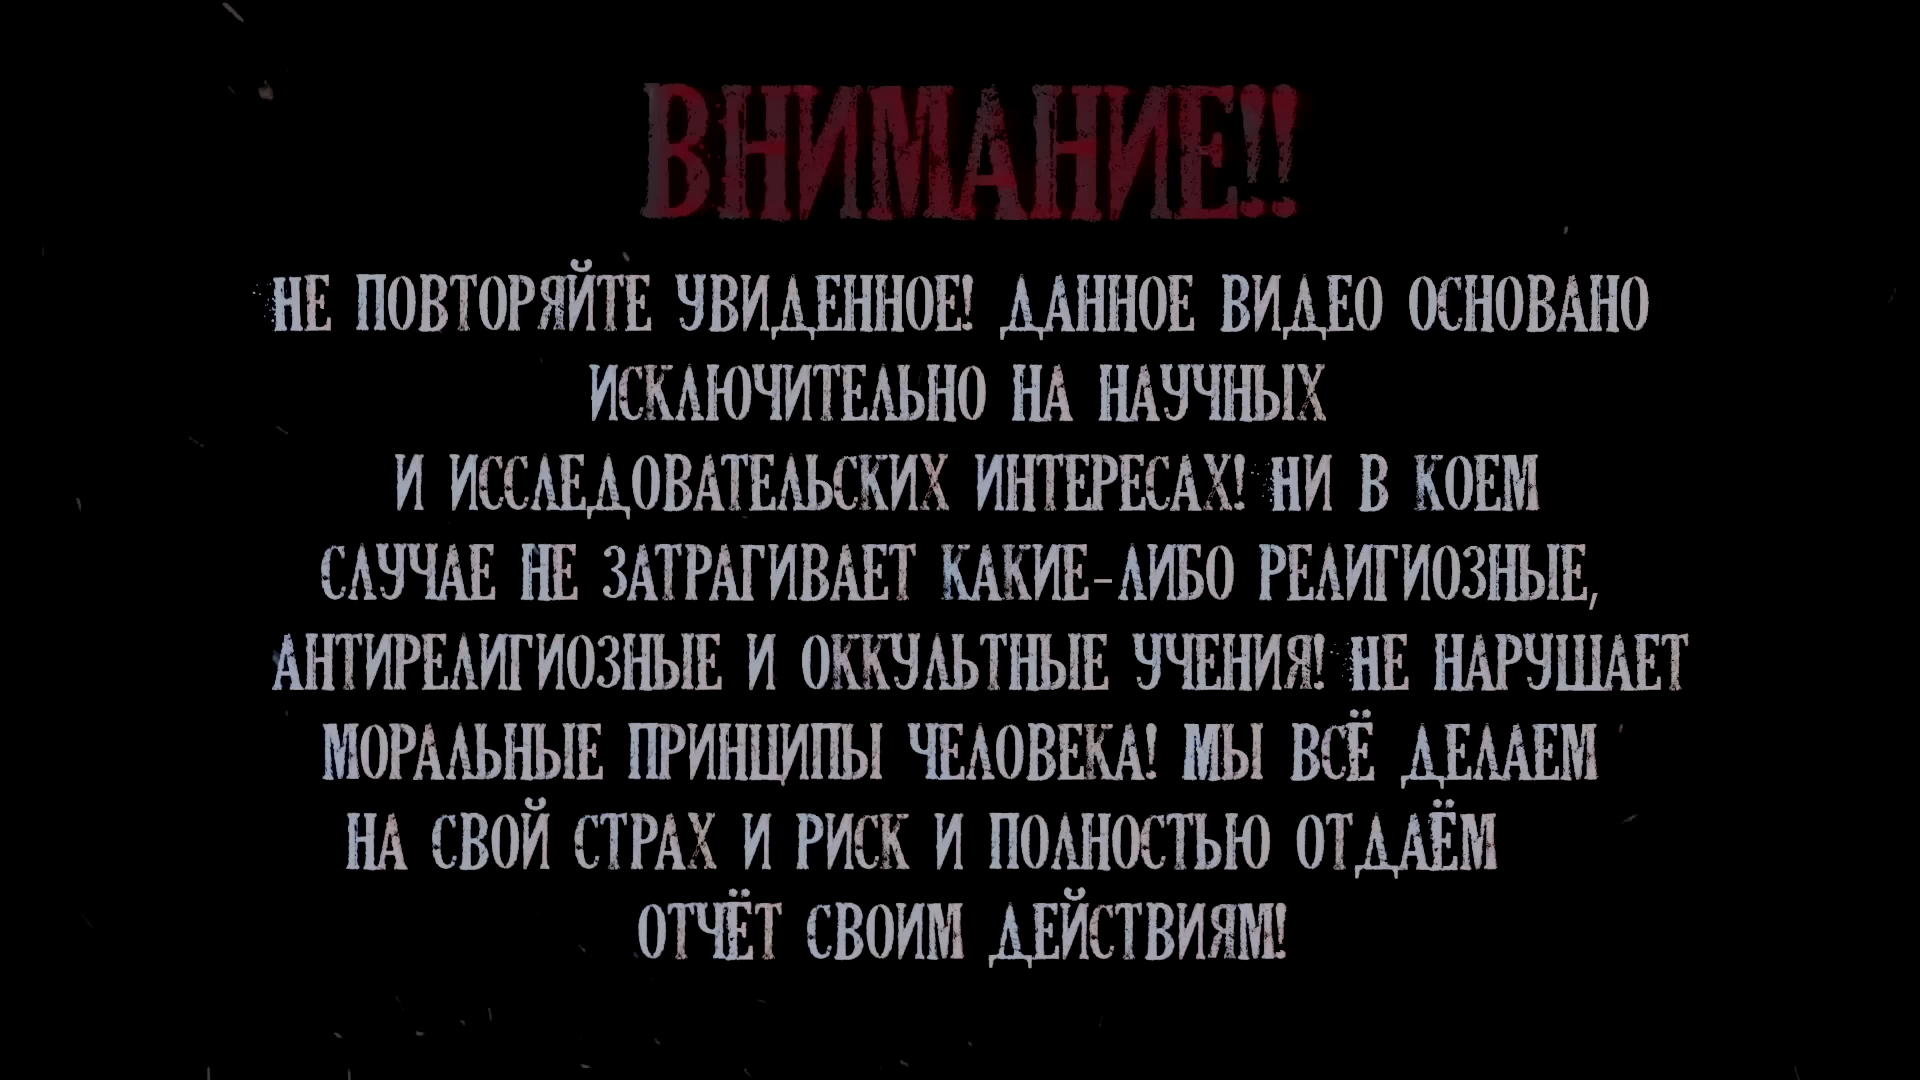 ВНИМАНИЕ!!
НЕ ПОВТОРЯЙТЕ УВИДЕННОЕ! ДАННОЕ ВИДЕО ОСНОВАНО
ИСКЛЮЧИТЕЛЬНО НА НАУЧНЫХ
И ИССЛЕДОВАТЕЛЬСКИХ ИНТЕРЕСАХ! НИ В КОЕМ
СЛУЧАЕ НЕ ЗАТРАГИВАЕТ КАКИЕ-ЛИБО РЕЛИГИОЗНЫЕ,
АНТИРЕЛИГИОЗНЫЕ И ОККУЛЬТНЫЕ УЧЕНИЯ! НЕ НАРУШАЕТ
МОРАЛЬНЫЕ ПРИНЦИПЫ ЧЕЛОВЕКА! МЫ ВСЁ ДЕЛАЕМ
НА СВОЙ СТРАХ И РИСК И ПОЛНОСТЬЮ ОТДАЁМ
ОТЧЁТ СВОИМ ДЕЙСТВИЯМ!